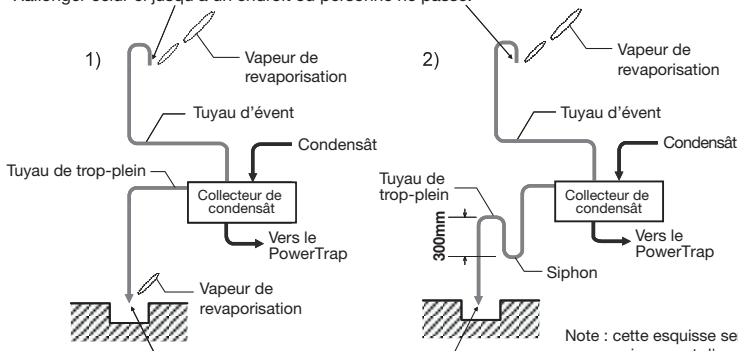 Rallonger celui-ci jusqu'à un endroit où personne ne passe.
1)
Vapeur de
revaporisation
Tuyau d'évent
Condensât
Tuyau de trop-plein
Collecteur de
condensât
Vers le
PowerTrap
Vapeur de
revaporisation
2)
Vapeur de
revaporisation
Tuyau d'évent
Condensât
Tuyau de
trop-plein
300mm
Collecteur de
condensât
Vers le
PowerTrap
Siphon
Note : cette esquisse se